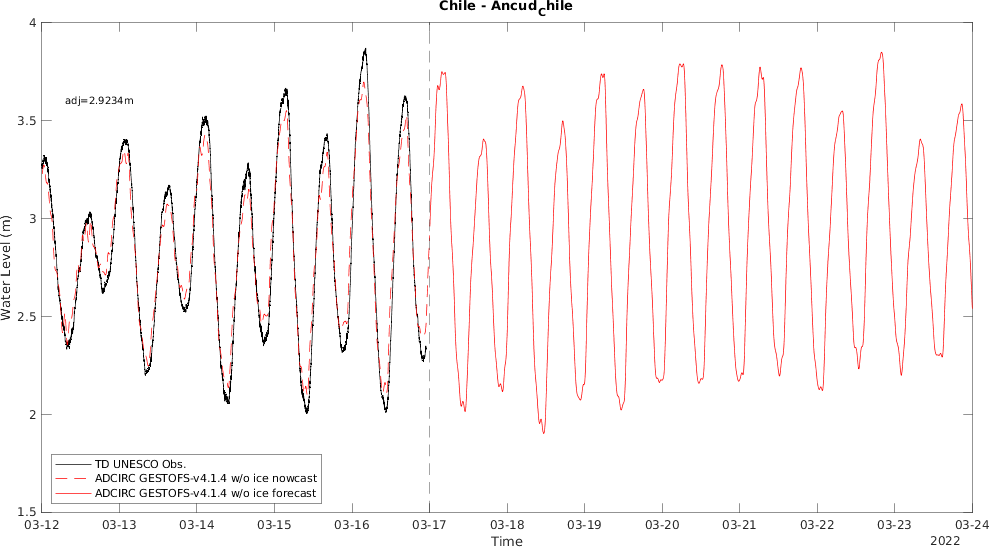 Chile - Ancud_Chile
4
adj=2.9234m
3.5
3
2.5
2
1.5
Water Level (m)
TD UNESCO Obs.
ADCIRC GESTOFS-v4.1.4 w/o ice nowcast
ADCIRC GESTOFS-v4.1.4 w/o ice forecast
03-12 03-13 03-14 03-15 03-16 03-17 03-18 03-19 03-20 03-21 03-22 03-23 03-24
Time
2022